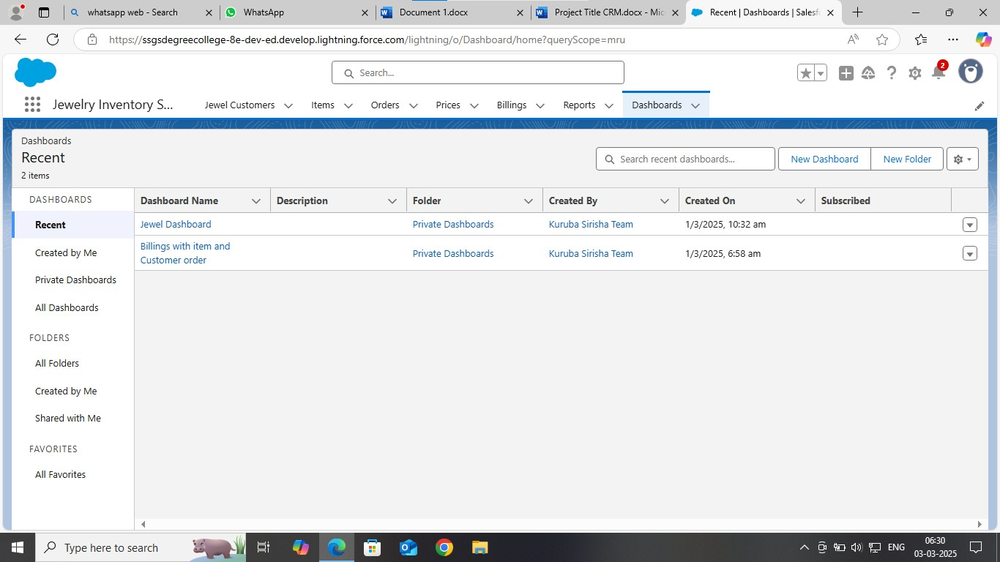 whatsapp web - Search
WhatsApp
Document 1.docx
Project Title CRM.docx - Mic
Recent | Dashboards | Salesf
https://ssgsdegreecollege-8e-dev-ed.develop.lightning.force.com/lightning/o/Dashboard/home?queryScope=mru
Search...
2
Jewelry Inventory S...
Jewel Customers
Items
Orders
Prices
Billings
Reports
Dashboards
Dashboards
Recent
2 items
Search recent dashboards...
New Dashboard
New Folder
DASHBOARDS
Recent
Created by Me
Private Dashboards
All Dashboards
FOLDERS
All Folders
Created by Me
Shared with Me
FAVORITES
All Favorites
Dashboard Name
Description
Folder
Created By
Created On
Subscribed
Jewel Dashboard
Private Dashboards
Kuruba Sirisha Team
1/3/2025, 10:32 am
Billings with item and
Customer order
Private Dashboards
Kuruba Sirisha Team
1/3/2025, 6:58 am
Type here to search
ENG
06:30
03-03-2025